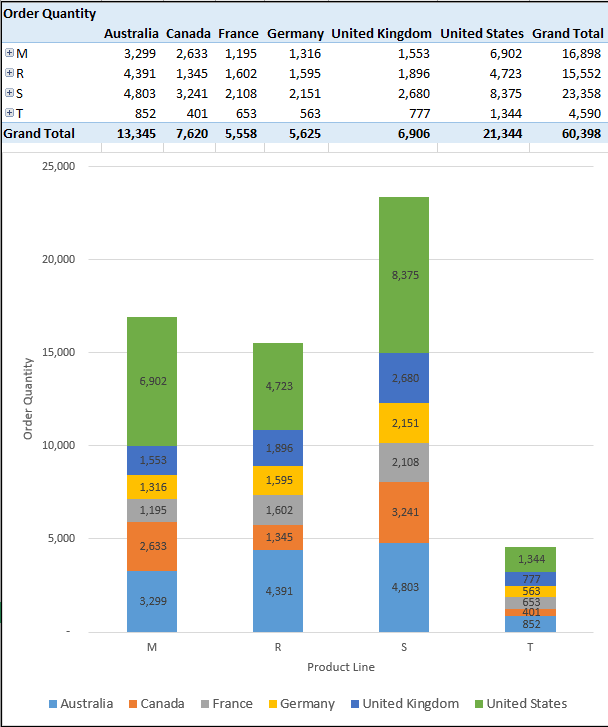 Order Quantity
Australia Canada France Germany United Kingdom United States Grand Total
M 3,299 2,633 1,195 1,316 1,553 6,902 16,898
R 4,391 1,345 1,602 1,595 1,896 4,723 15,552
S 4,803 3,241 2,108 2,151 2,680 8,375 23,358
T 852 401 653 563 777 1,344 4,590
Grand Total 13,345 7,620 5,558 5,625 6,906 21,344 60,398
25,000
20,000
15,000
10,000
5,000
-
Order Quantity
6,902
1,553
1,316
1,195
2,633
3,299
4,723
1,896
1,595
1,602
1,345
4,391
8,375
2,680
2,151
2,108
3,241
4,803
1,344
777
563
653
401
852
M R S T
Product Line
Australia Canada France Germany United Kingdom United States